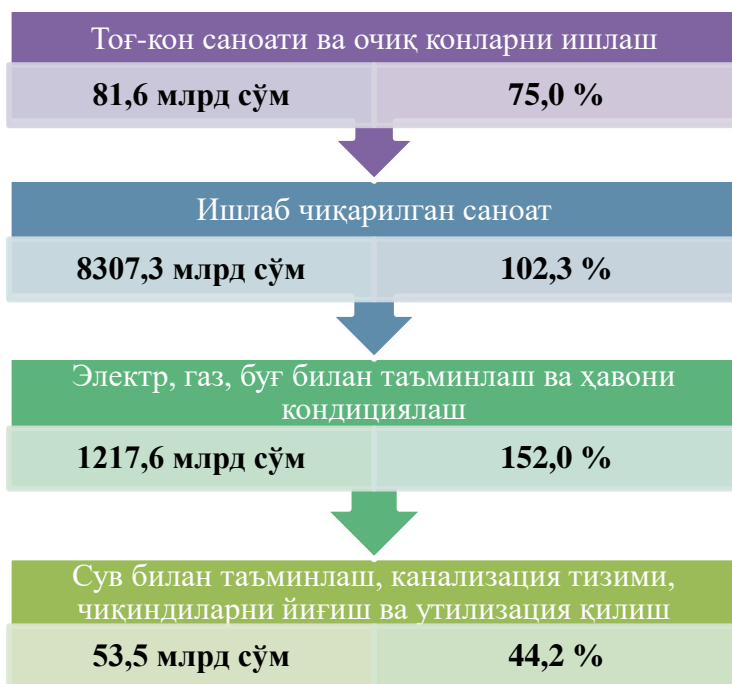 Тоғ-кон саноати ва очиқ конларни ишлаш
81,6 млрд сўм 75,0 %
Ишлаб чиқарилган саноат
8307,3 млрд сўм 102,3 %
Электр, газ, буғ билан таъминлаш ва ҳавони
кондициялаш
1217,6 млрд сўм 152,0 %
Сув билан таъминлаш, канализация тизими,
чиқиндиларни йиғиш ва утилизация қилиш
53,5 млрд сўм 44,2 %